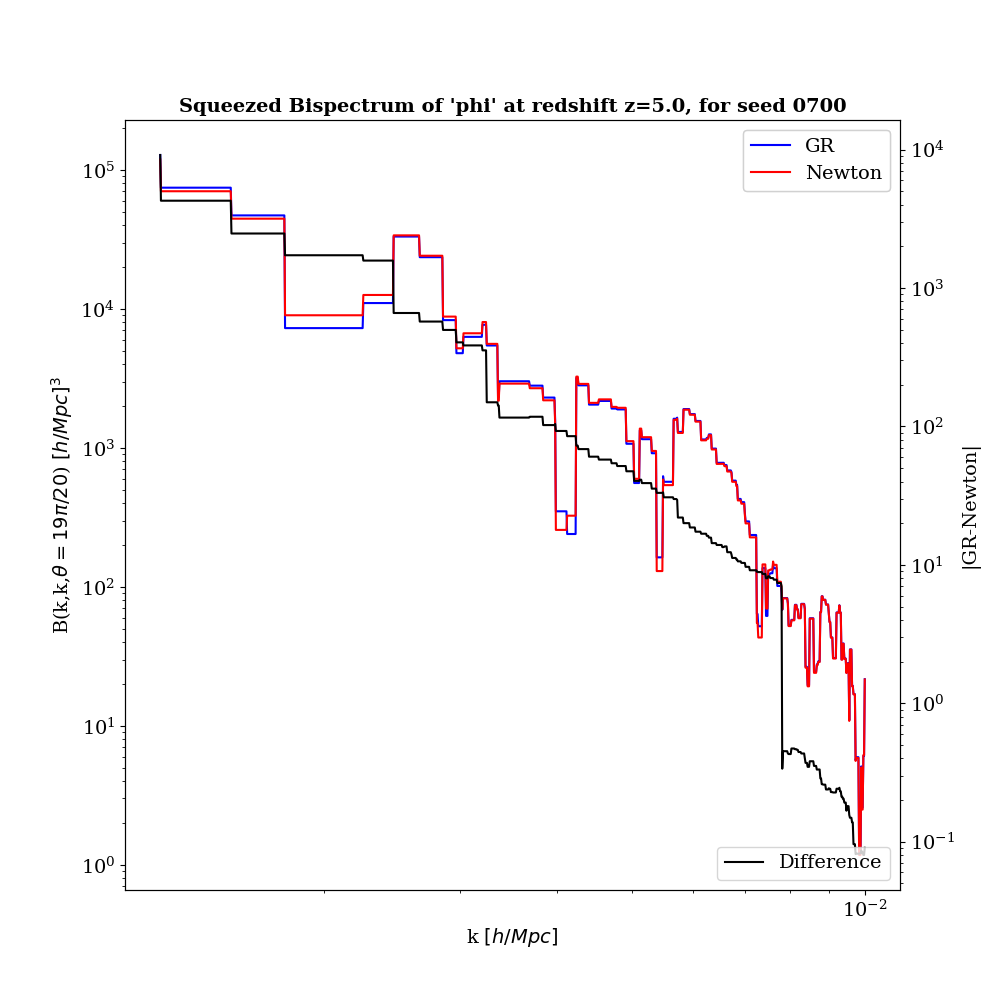 Squeezed Bispectrum of 'phi' at redshift z=5.0, for seed 0700
GR
Newton
10^5
10^4
10^3
10^2
10^1
10^0
B(k,k,θ = 19π/20) [h/Mpc]^3
10^4
10^3
10^2
10^1
10^0
10^−1
|GR-Newton|
Difference
10^−2
k [h/Mpc]